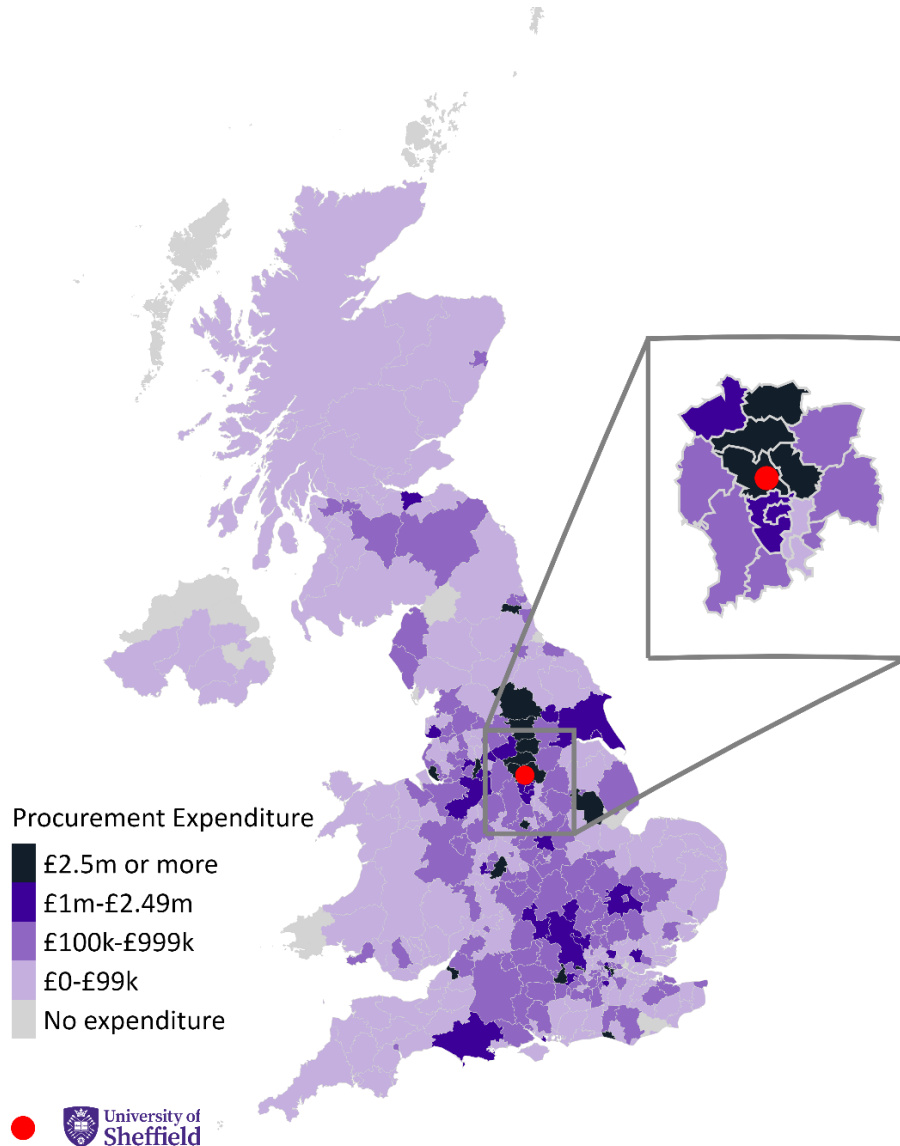 Procurement Expenditure
£2.5m or more
£1m-£2.49m
£100k-£999k
£0-£99k
No expenditure
University of
Sheffield